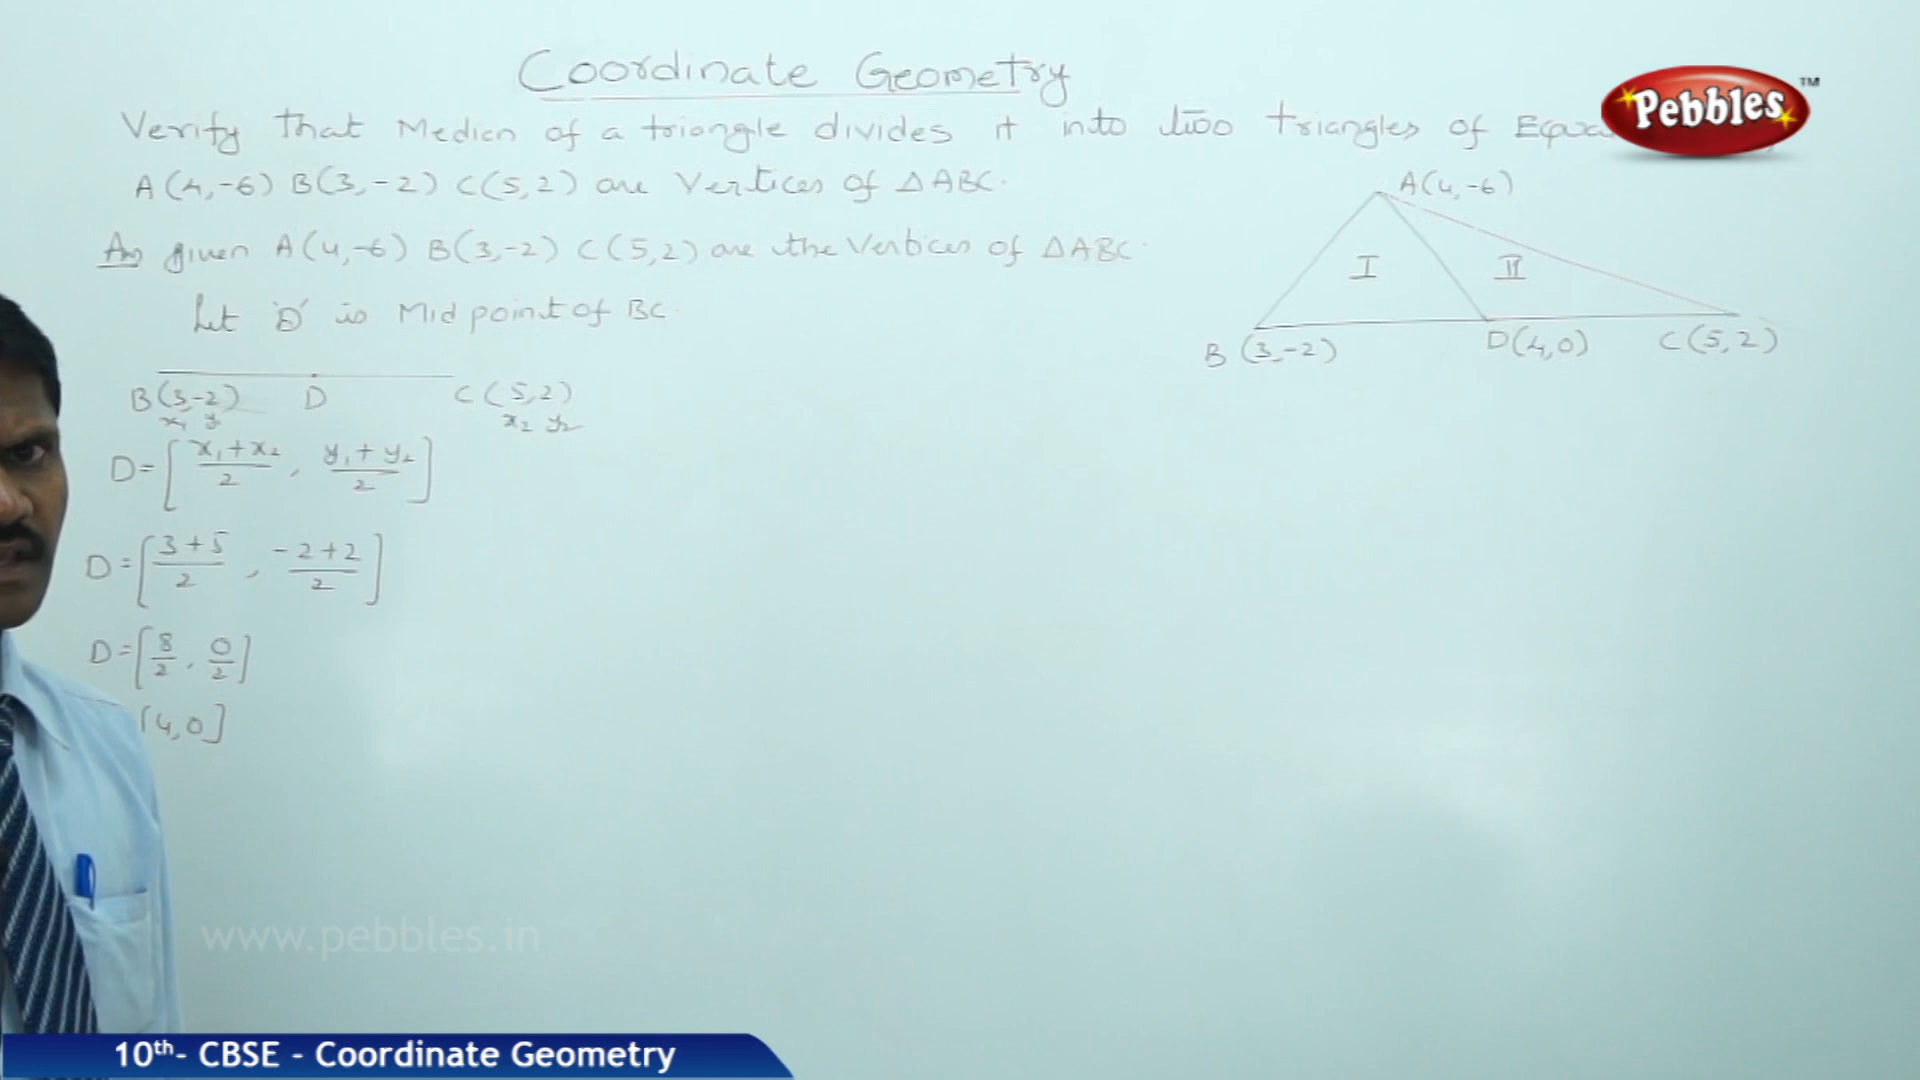 Coordinate Geometry
Pebbles TM
Verify that Median of a triangle divides it into two triangles of
A(4,-6) B(3,-2) C(5,2) are Vertices of △ABC.
A(4,-6)
Ans given A(4,-6) B(3,-2) C(5,2) are the Vertices of △ABC.
I II
Let 'D' is Mid point of BC.
B (3,-2) D(4,0) C(5,2)
B(3,-2) D C(5,2)
x₁ y₁ x₂ y₂
D=[x₁+x₂/2, y₁+y₂/2]
D=[3+5/2, -2+2/2]
D=[8/2, 0/2]
[4,0]
www.pebbles.in
10th- CBSE - Coordinate Geometry